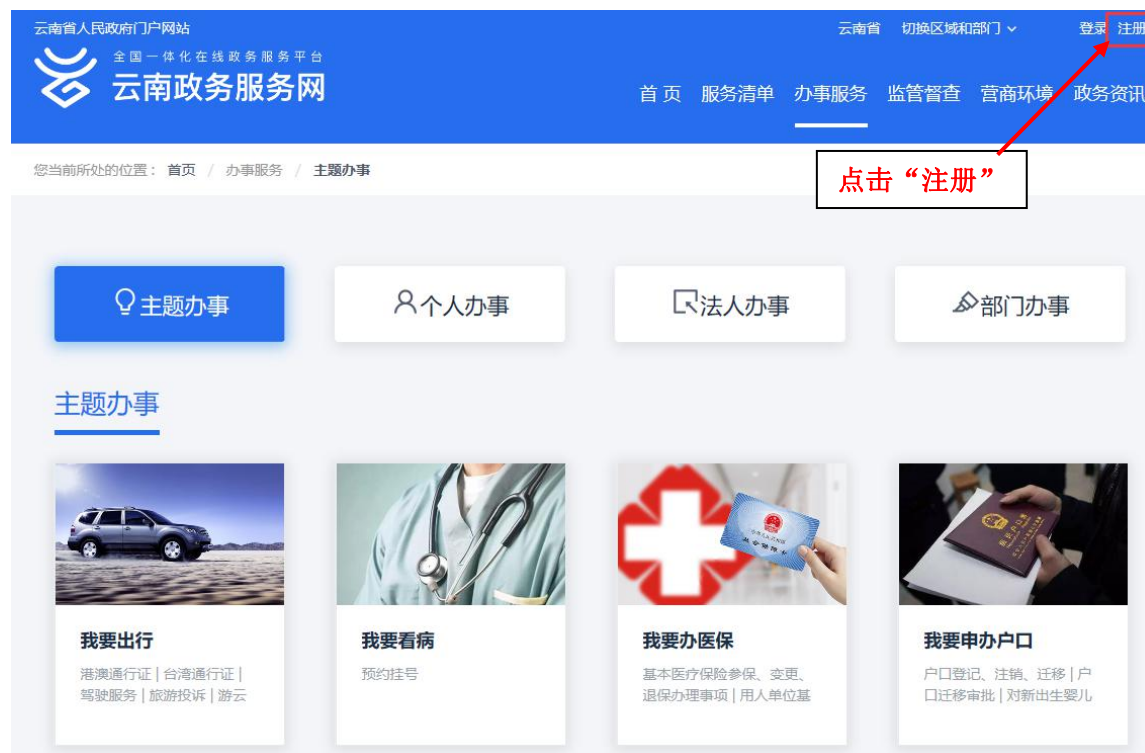 云南省人民政府门户网站
云南省 切换区域和部门 登录 注册
全国一体化在线政务服务平台
云南政务服务网
首页 服务清单 办事服务 监管督查 营商环境 政务资讯
您当前所处的位置： 首页 / 办事服务 / 主题办事
点击“注册”
主题办事 个人办事 法人办事 部门办事
主题办事
我要出行
港澳通行证 | 台湾通行证 |
驾驶服务 | 旅游投诉 | 游云
我要看病
预约挂号
我要办医保
基本医疗保险参保、变更、
退保办理事项 | 用人单位基
我要申办户口
户口登记、注销、迁移 | 户
口迁移审批 | 对新出生婴儿